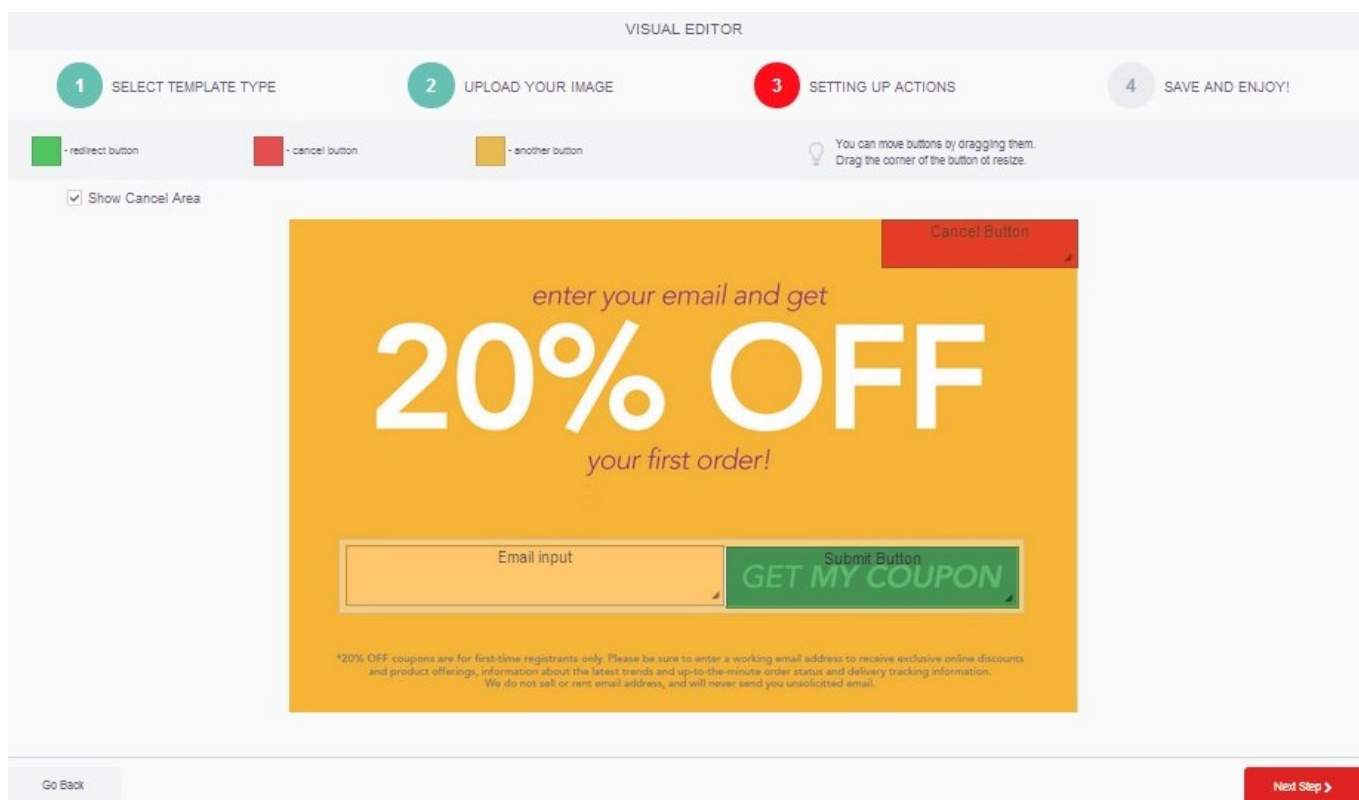 VISUAL EDITOR
1 SELECT TEMPLATE TYPE 2 UPLOAD YOUR IMAGE 3 SETTING UP ACTIONS 4 SAVE AND ENJOY!
- redirect button - cancel button - another button
You can move buttons by dragging them.
Drag the corner of the button ot resize.
Show Cancel Area
Cancel Button
enter your email and get
20% OFF
your first order!
Email input
Submit Button
GET MY COUPON
*20% OFF coupons are for first-time registrants only. Please be sure to enter a working email address to receive exclusive online discounts
and product offerings, information about the latest trends and up-to-the-minute order status and delivery tracking information.
We do not sell or rent email address, and will never send you unsolicitted email.
Go Back
Next Step